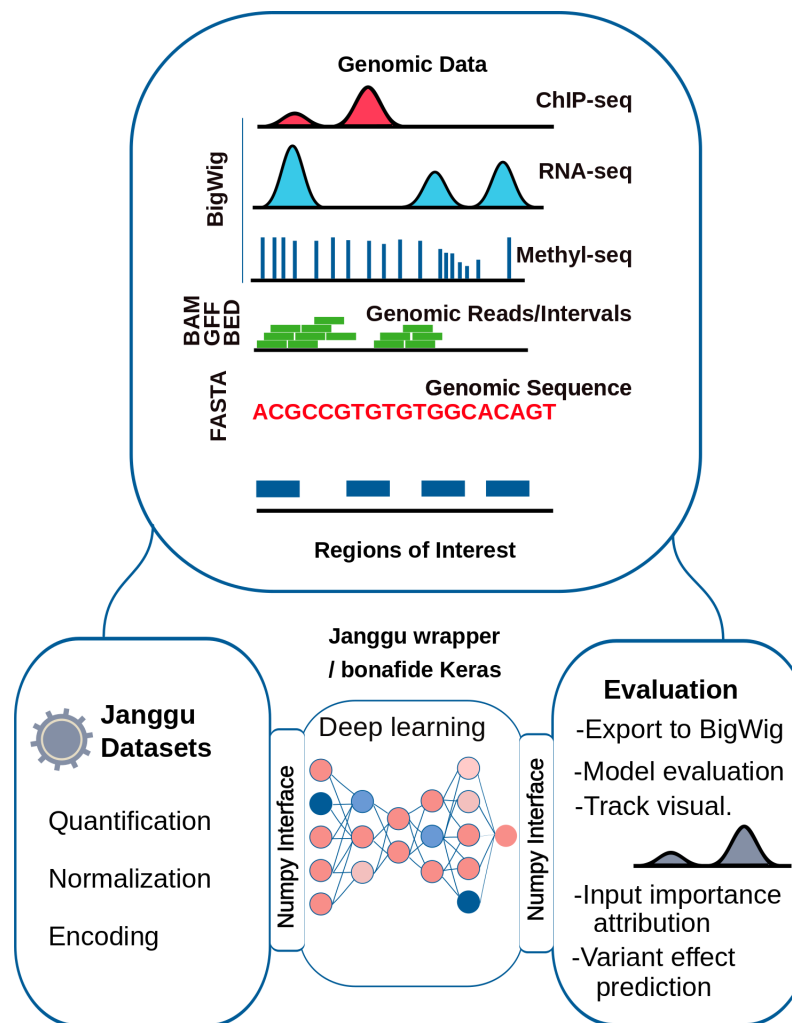 Genomic Data
ChIP-seq
RNA-seq
BigWig
Methyl-seq
BAM
GFF
BED
Genomic Reads/Intervals
FASTA
Genomic Sequence
ACGCCGTGTGTGGCACAGT
Regions of Interest
Janggu wrapper
/ bonafide Keras
Janggu
Datasets
Quantification
Normalization
Encoding
Numpy Interface
Deep learning
Numpy Interface
Evaluation
-Export to BigWig
-Model evaluation
-Track visual.
-Input importance
attribution
-Variant effect
prediction